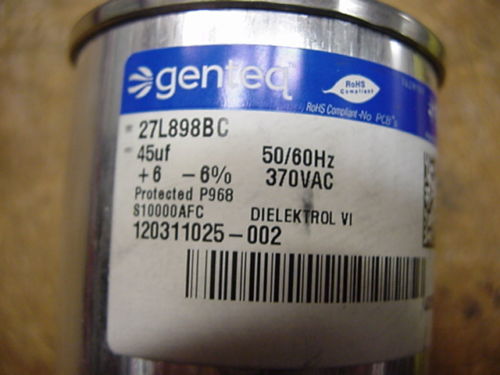 genteq
RoHS
Compliant
RoHS Compliant-No PCB's
27L898BC
45uf 50/60Hz
+6 -6% 370VAC
Protected P968
S10000AFC DIELEKTROL VI
120311025-002